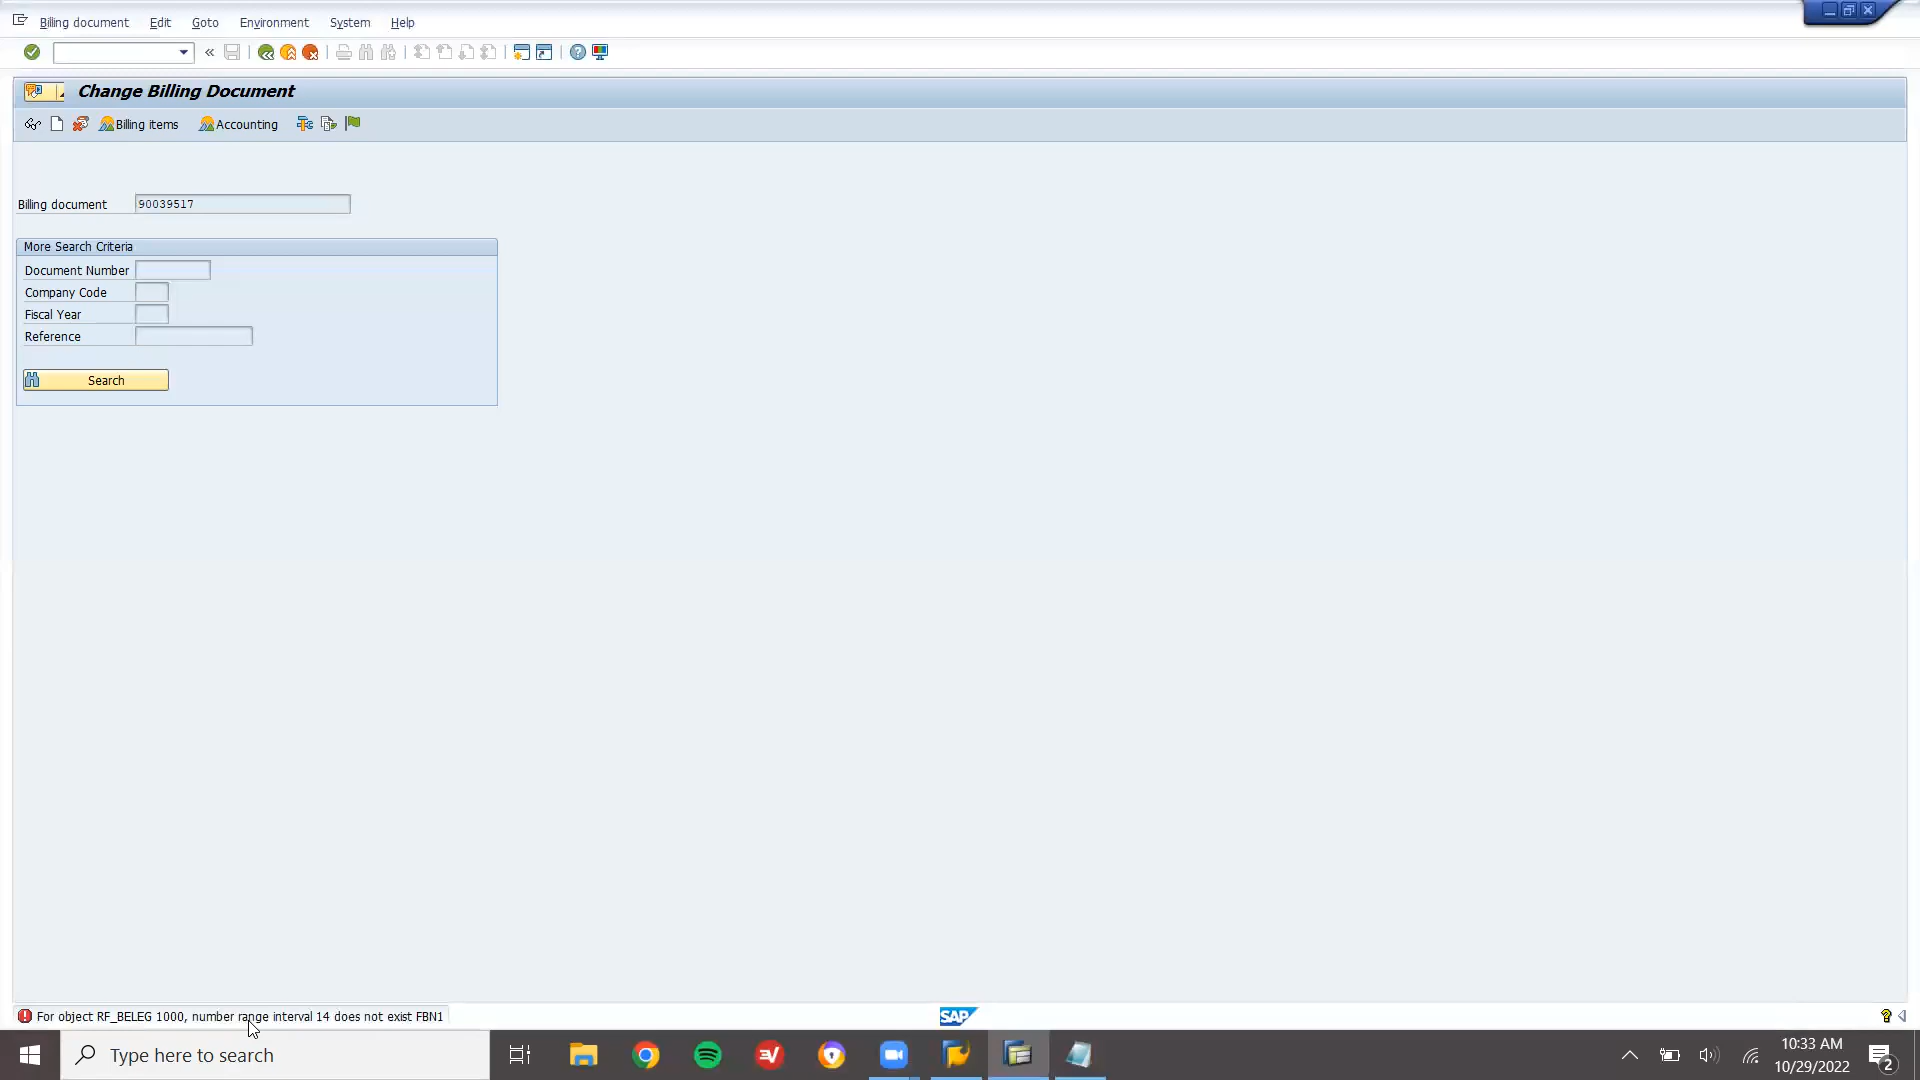 Billing document Edit Goto Environment System Help
Change Billing Document
Billing items Accounting
Billing document 90039517
More Search Criteria
Document Number
Company Code
Fiscal Year
Reference
Search
For object RF_BELEG 1000, number range interval 14 does not exist FBN1
SAP
Type here to search
10:33 AM
10/29/2022
2